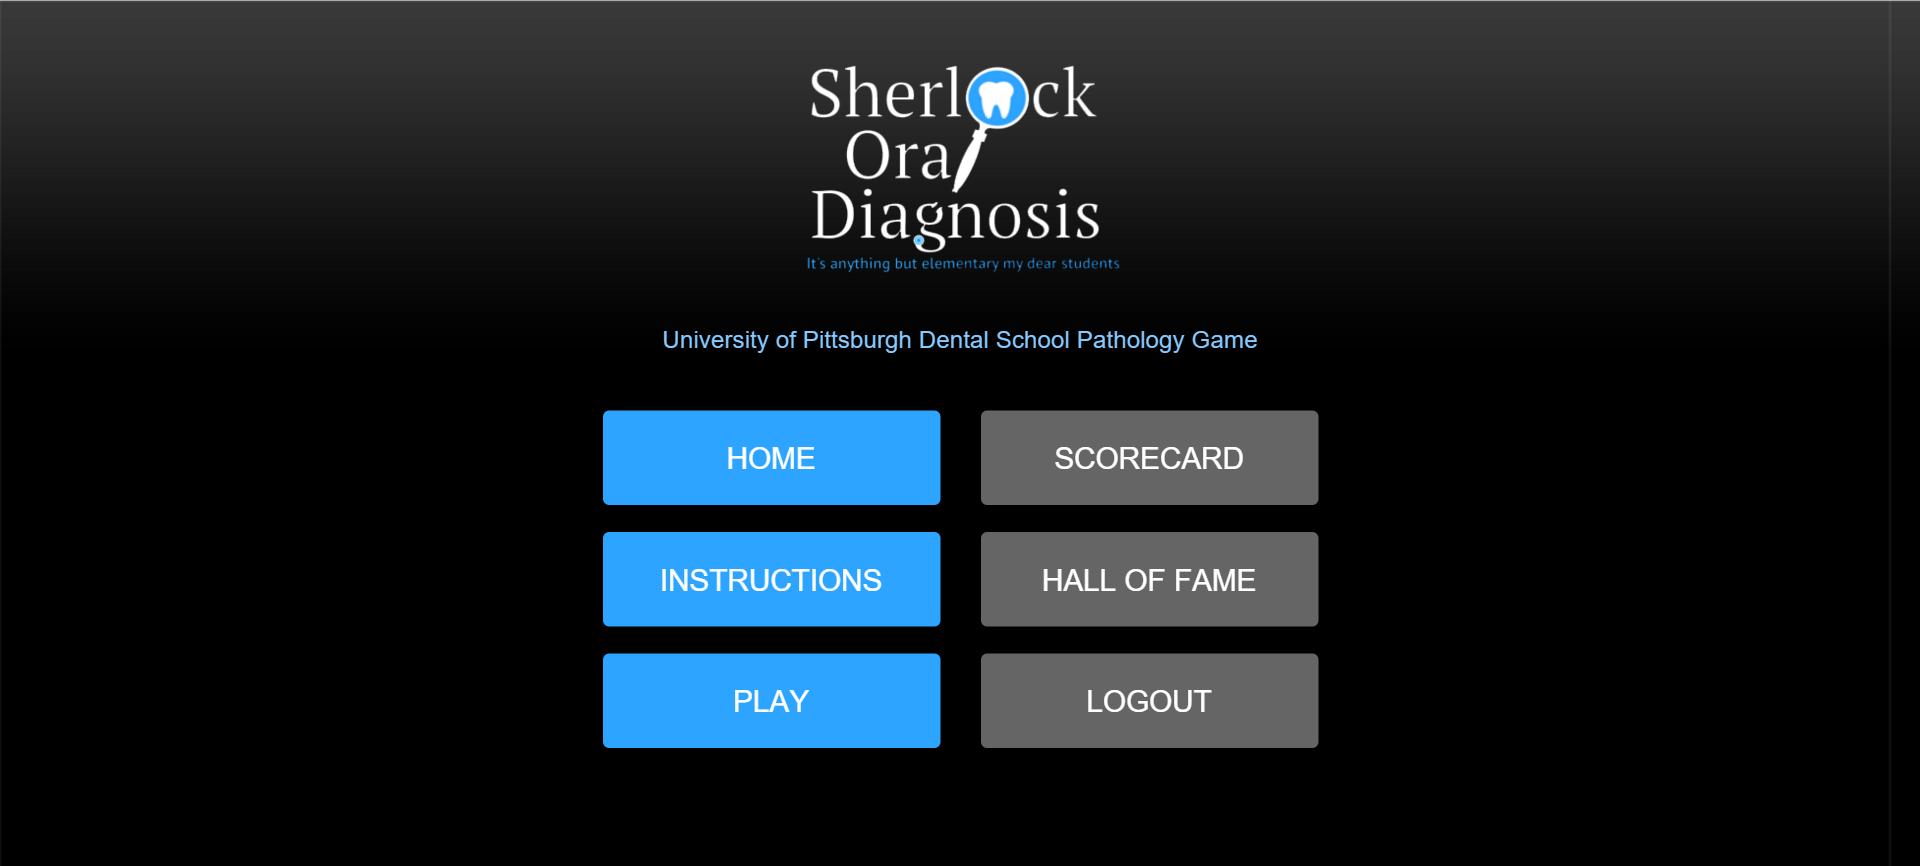 Sherlock
Oral
Diagnosis
It's anything but elementary my dear students
University of Pittsburgh Dental School Pathology Game
HOME
SCORECARD
INSTRUCTIONS
HALL OF FAME
PLAY
LOGOUT